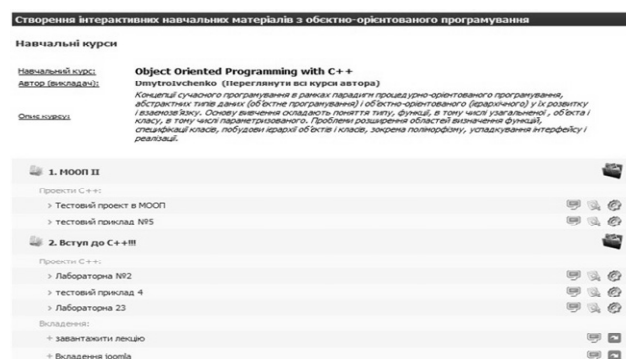 Створення інтерактивних навчальних матеріалів з обєктно-орієнтованого програмування
Навчальні курси
Навчальний курс: Object Oriented Programming with C++
Автор (викладач): DmytroIvchenko (Переглянути всі курси автора)
Концепції сучасного програмування в рамках парадигм процедурно-орієнтованого програмування,
абстрактних типів даних (об'єктне програмування) і об'єктно-орієнтованого (ієрархічного) у їх розвитку
Опис курсу: і взаємозв'язку. Основу вивчення складають поняття типу, функції, в тому числі узагальненої , об'єкта і
класу, в тому числі параметризованого. Проблеми розширення областей визначення функцій,
специфікації класів, побудови ієрархії об'єктів і класів, зокрема поліморфізму, успадкування інтерфейсу і
реалізації.
1. МООП II
Проекти C++:
> Тестовий проект в МООП
> тестовий приклад №5
2. Вступ до C++!!!
Проекти C++:
> Лабораторна №2
> тестовий приклад 4
> Лабораторна 23
Вкладення:
+ завантажити лекцію
+ Вкладення joomla